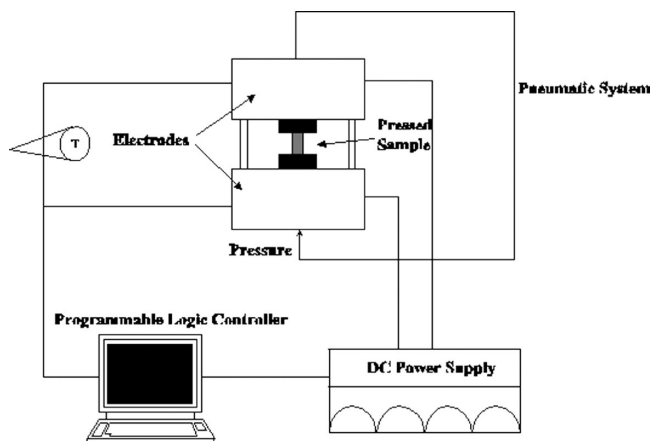 Pneumatic System
Electrodes
Pressed
Sample
T
Pressure
Programmable Logic Controller
DC Power Supply